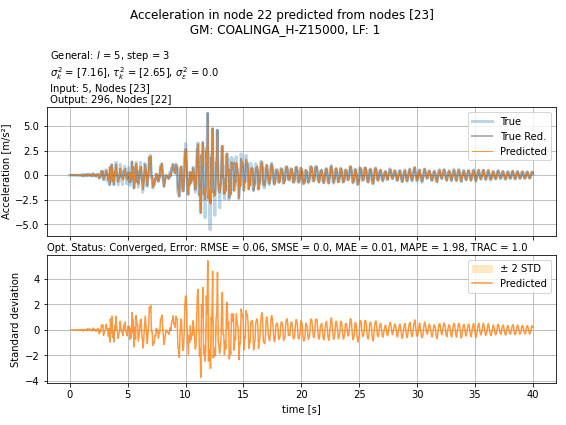 Acceleration in node 22 predicted from nodes [23]
GM: COALINGA_H-Z15000, LF: 1
General: l = 5, step = 3
σ²ₖ = [7.16], τ²ₖ = [2.65], σ²ε = 0.0
Input: 5, Nodes [23]
Output: 296, Nodes [22]
Acceleration [m/s²]
5.0
2.5
0.0
−2.5
−5.0
True
True Red.
Predicted
Opt. Status: Converged, Error: RMSE = 0.06, SMSE = 0.0, MAE = 0.01, MAPE = 1.98, TRAC = 1.0
Standard deviation
4
2
0
−2
−4
± 2 STD
Predicted
0 5 10 15 20 25 30 35 40
time [s]